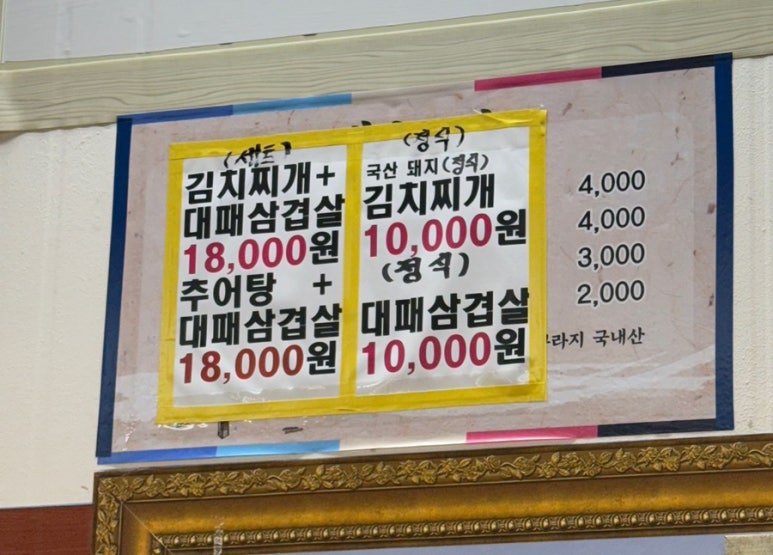 (세트)
김치찌개+
대패삼겹살
18,000원
추어탕 +
대패삼겹살
18,000원
(정식)
국산 돼지(정식)
김치찌개
10,000원
(정식)
대패삼겹살
10,000원
4,000
4,000
3,000
2,000
라지 국내산